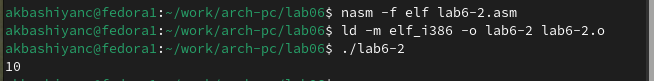 akbashiyanc@fedora1:~/work/arch-pc/lab06$ nasm -f elf lab6-2.asm
akbashiyanc@fedora1:~/work/arch-pc/lab06$ ld -m elf_i386 -o lab6-2 lab6-2.o
akbashiyanc@fedora1:~/work/arch-pc/lab06$ ./lab6-2
10